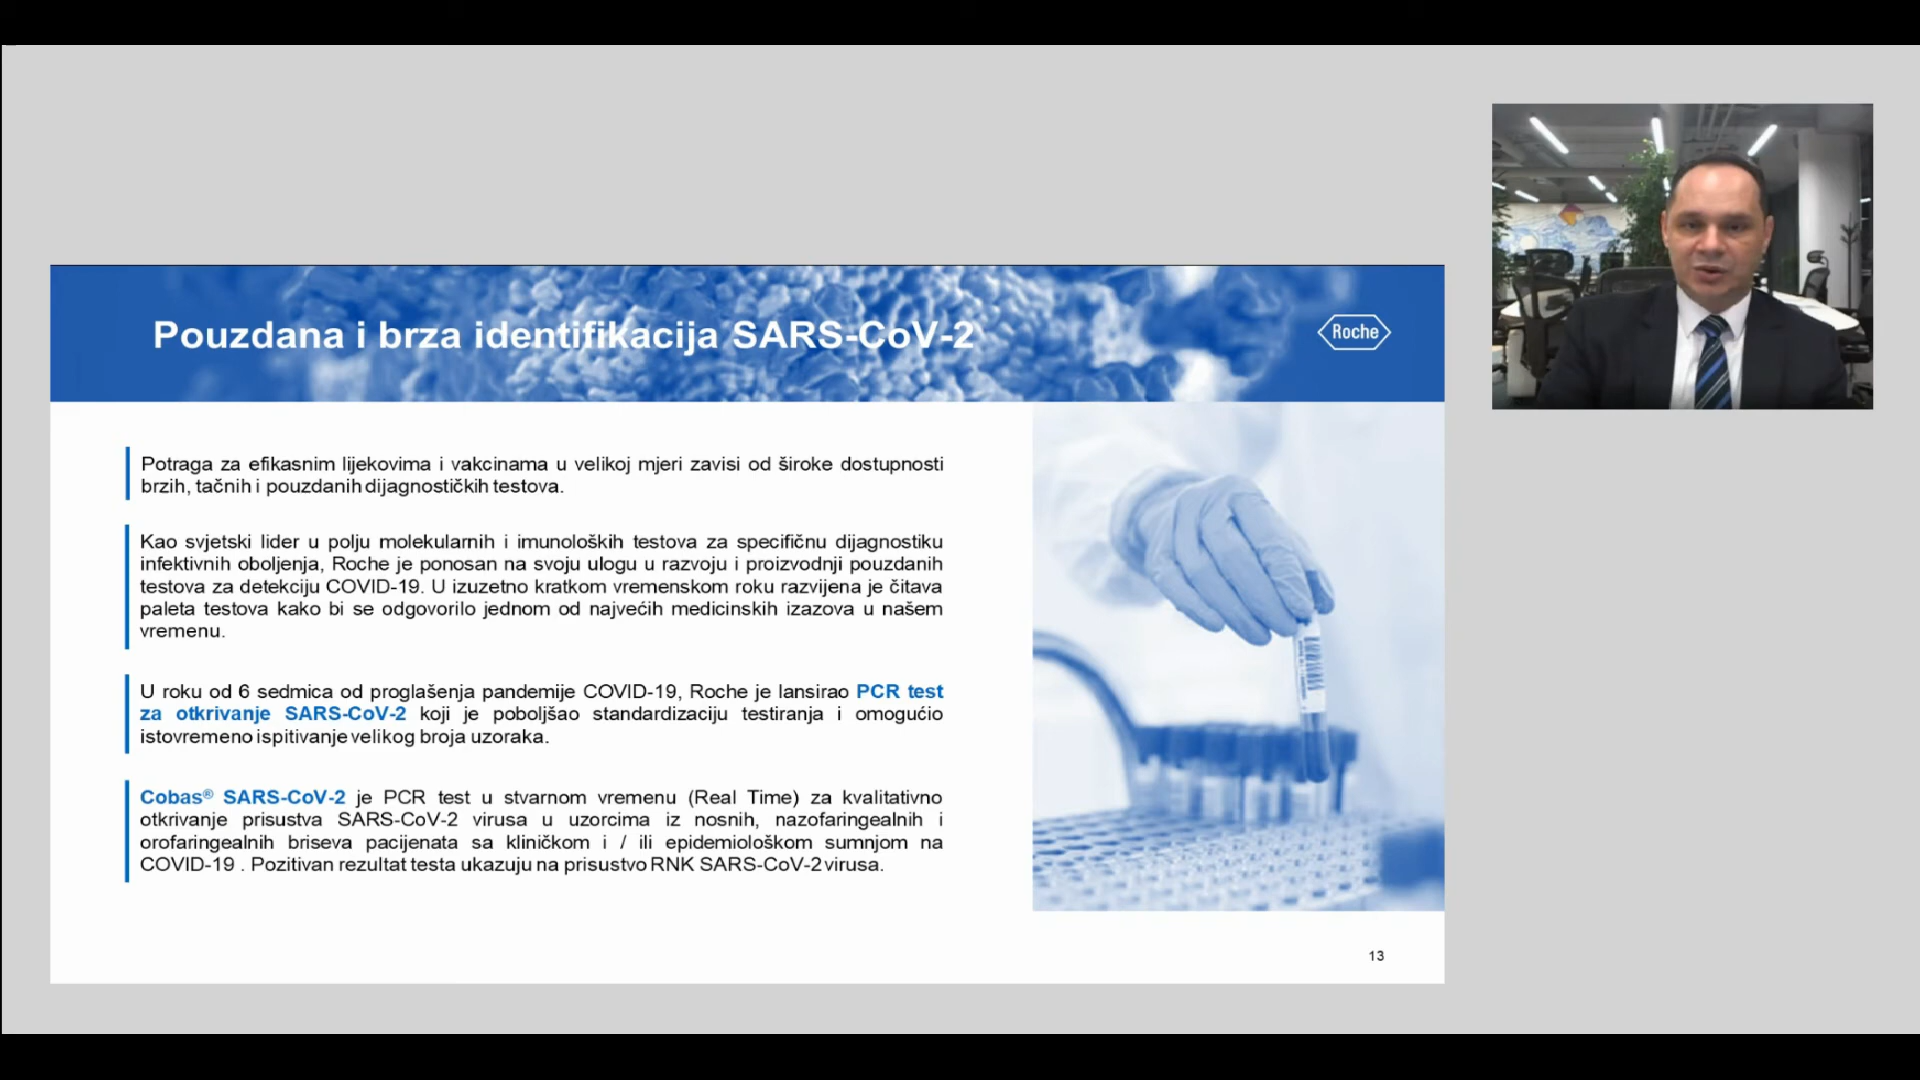 Pouzdana i brza identifikacija SARS-CoV-2
Roche
Potraga za efikasnim lijekovima i vakcinama u velikoj mjeri zavisi od široke dostupnosti
brzih, tačnih i pouzdanih dijagnostičkih testova.
Kao svjetski lider u polju molekularnih i imunoloških testova za specifičnu dijagnostiku
infektivnih oboljenja, Roche je ponosan na svoju ulogu u razvoju i proizvodnji pouzdanih
testova za detekciju COVID-19. U izuzetno kratkom vremenskom roku razvijena je čitava
paleta testova kako bi se odgovorilo jednom od najvećih medicinskih izazova u našem
vremenu.
U roku od 6 sedmica od proglašenja pandemije COVID-19, Roche je lansirao PCR test
za otkrivanje SARS-CoV-2 koji je poboljšao standardizaciju testiranja i omogućio
istovremeno ispitivanje velikog broja uzoraka.
Cobas® SARS-CoV-2 je PCR test u stvarnom vremenu (Real Time) za kvalitativno
otkrivanje prisustva SARS-CoV-2 virusa u uzorcima iz nosnih, nazofaringealnih i
orofaringealnih briseva pacijenata sa kliničkom i / ili epidemiološkom sumnjom na
COVID-19 . Pozitivan rezultat testa ukazuju na prisustvo RNK SARS-CoV-2 virusa.
13